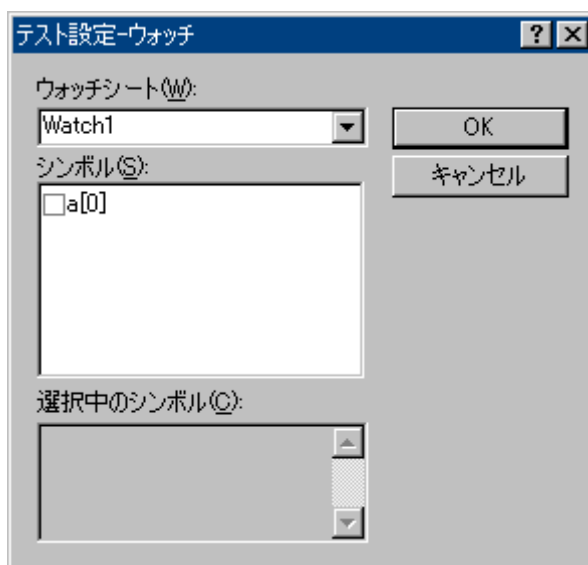 テスト設定-ウォッチ
ウォッチシート(W):
Watch1
OK
シンボル(S):
キャンセル
a[0]
選択中のシンボル(C):